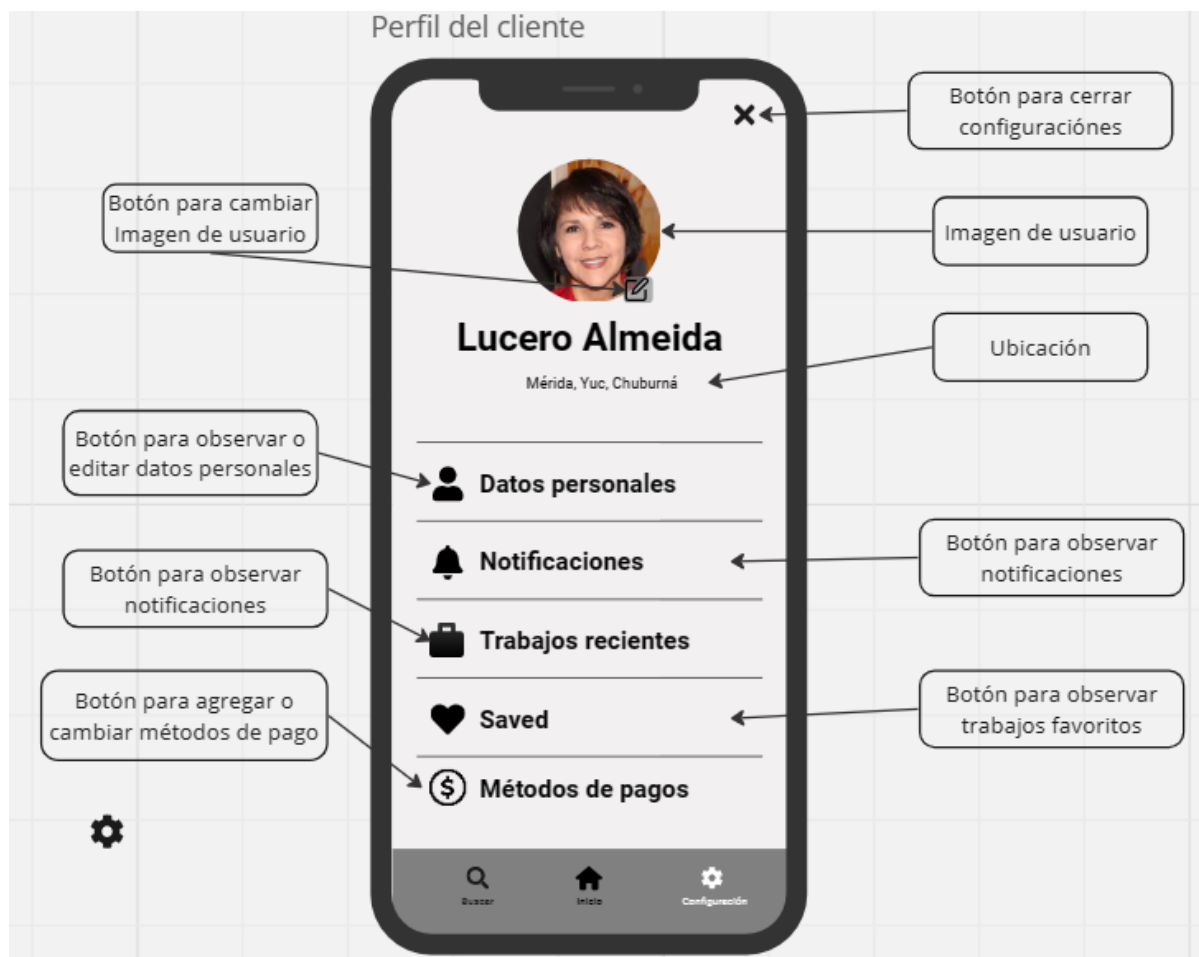 Perfil del cliente
Botón para cerrar
configuraciónes
Botón para cambiar
Imagen de usuario
Imagen de usuario
Lucero Almeida
Ubicación
Mérida, Yuc, Chuburná
Botón para observar o
editar datos personales
Datos personales
Notificaciones
Botón para observar
notificaciones
Botón para observar
notificaciones
Trabajos recientes
Botón para agregar o
cambiar métodos de pago
Saved
Botón para observar
trabajos favoritos
Métodos de pagos
Buscar
Inicio
Configuración